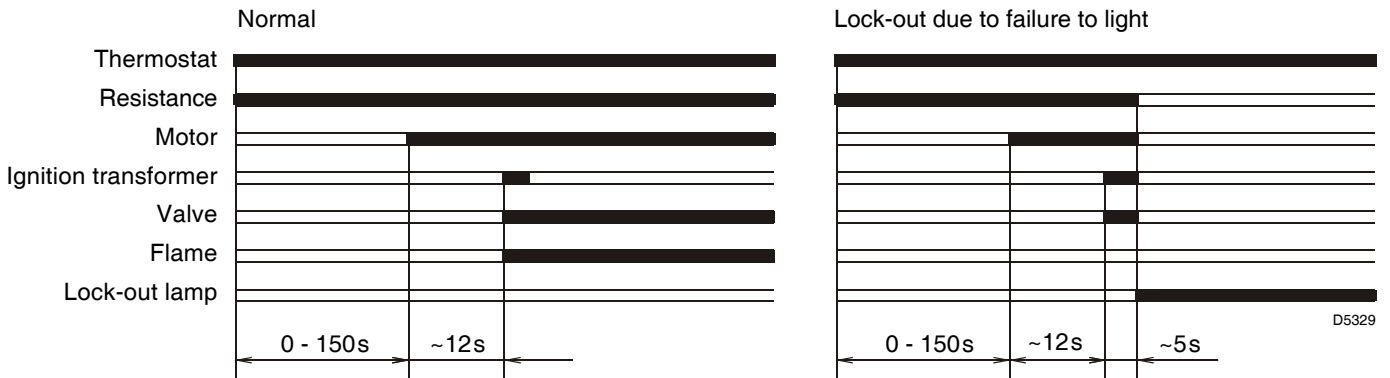 Normal
Lock-out due to failure to light
Thermostat
Resistance
Motor
Ignition transformer
Valve
Flame
Lock-out lamp
D5329
0 - 150s ~12s
0 - 150s ~12s ~5s